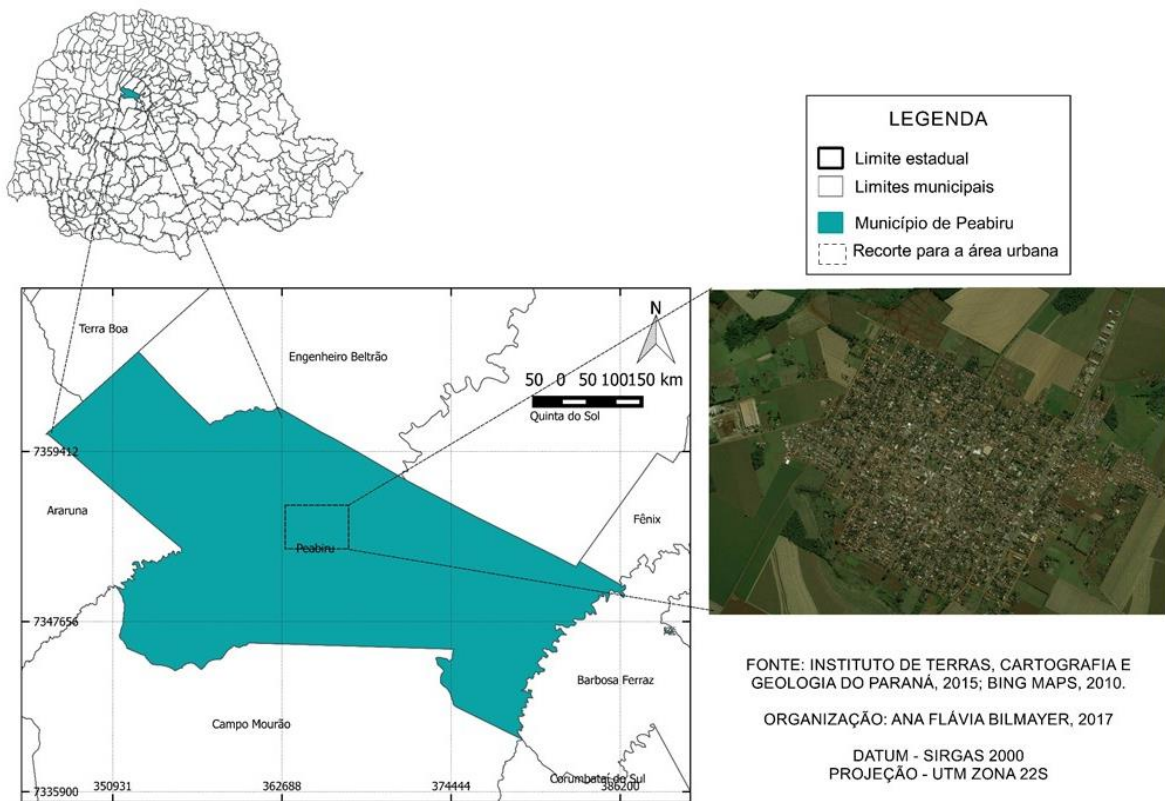 LEGENDA
Limite estadual
Limites municipais
Município de Peabiru
Recorte para a área urbana
Terra Boa
Engenheiro Beltrão
N
50 0 50 100150 km
Quinta do Sol
7359412
Araruna
Fênix
Peabiru
7347656
Barbosa Ferraz
Campo Mourão
Corumbataí do Sul
7335900
350931
362688
374444
386200
FONTE: INSTITUTO DE TERRAS, CARTOGRAFIA E
GEOLOGIA DO PARANÁ, 2015; BING MAPS, 2010.
ORGANIZAÇÃO: ANA FLÁVIA BILMAYER, 2017
DATUM - SIRGAS 2000
PROJEÇÃO - UTM ZONA 22S